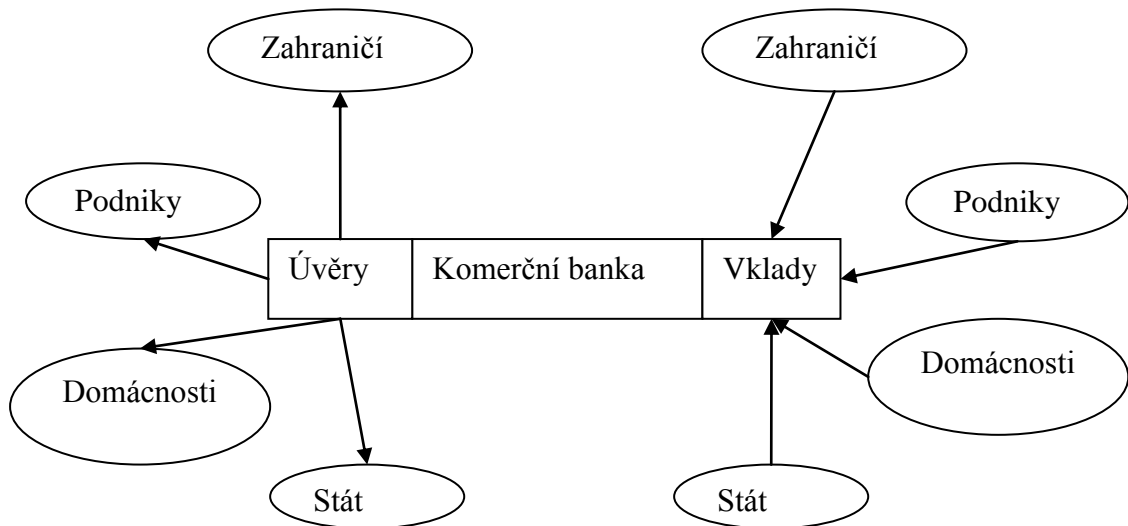 Zahraničí
Zahraničí
Podniky
Podniky
Úvěry
Komerční banka
Vklady
Domácnosti
Domácnosti
Stát
Stát